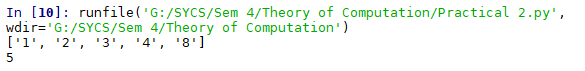 In [10]: runfile('G:/SYCS/Sem 4/Theory of Computation/Practical 2.py',
wdir='G:/SYCS/Sem 4/Theory of Computation')
['1', '2', '3', '4', '8']
5